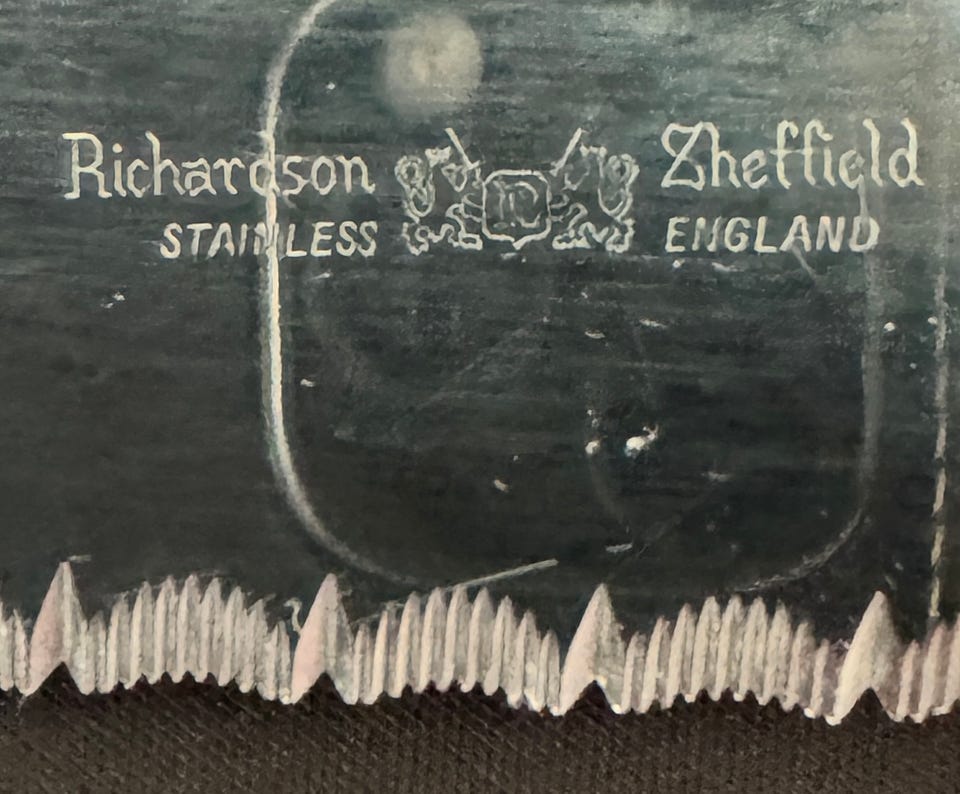 Richardson Sheffield
STAINLESS ENGLAND